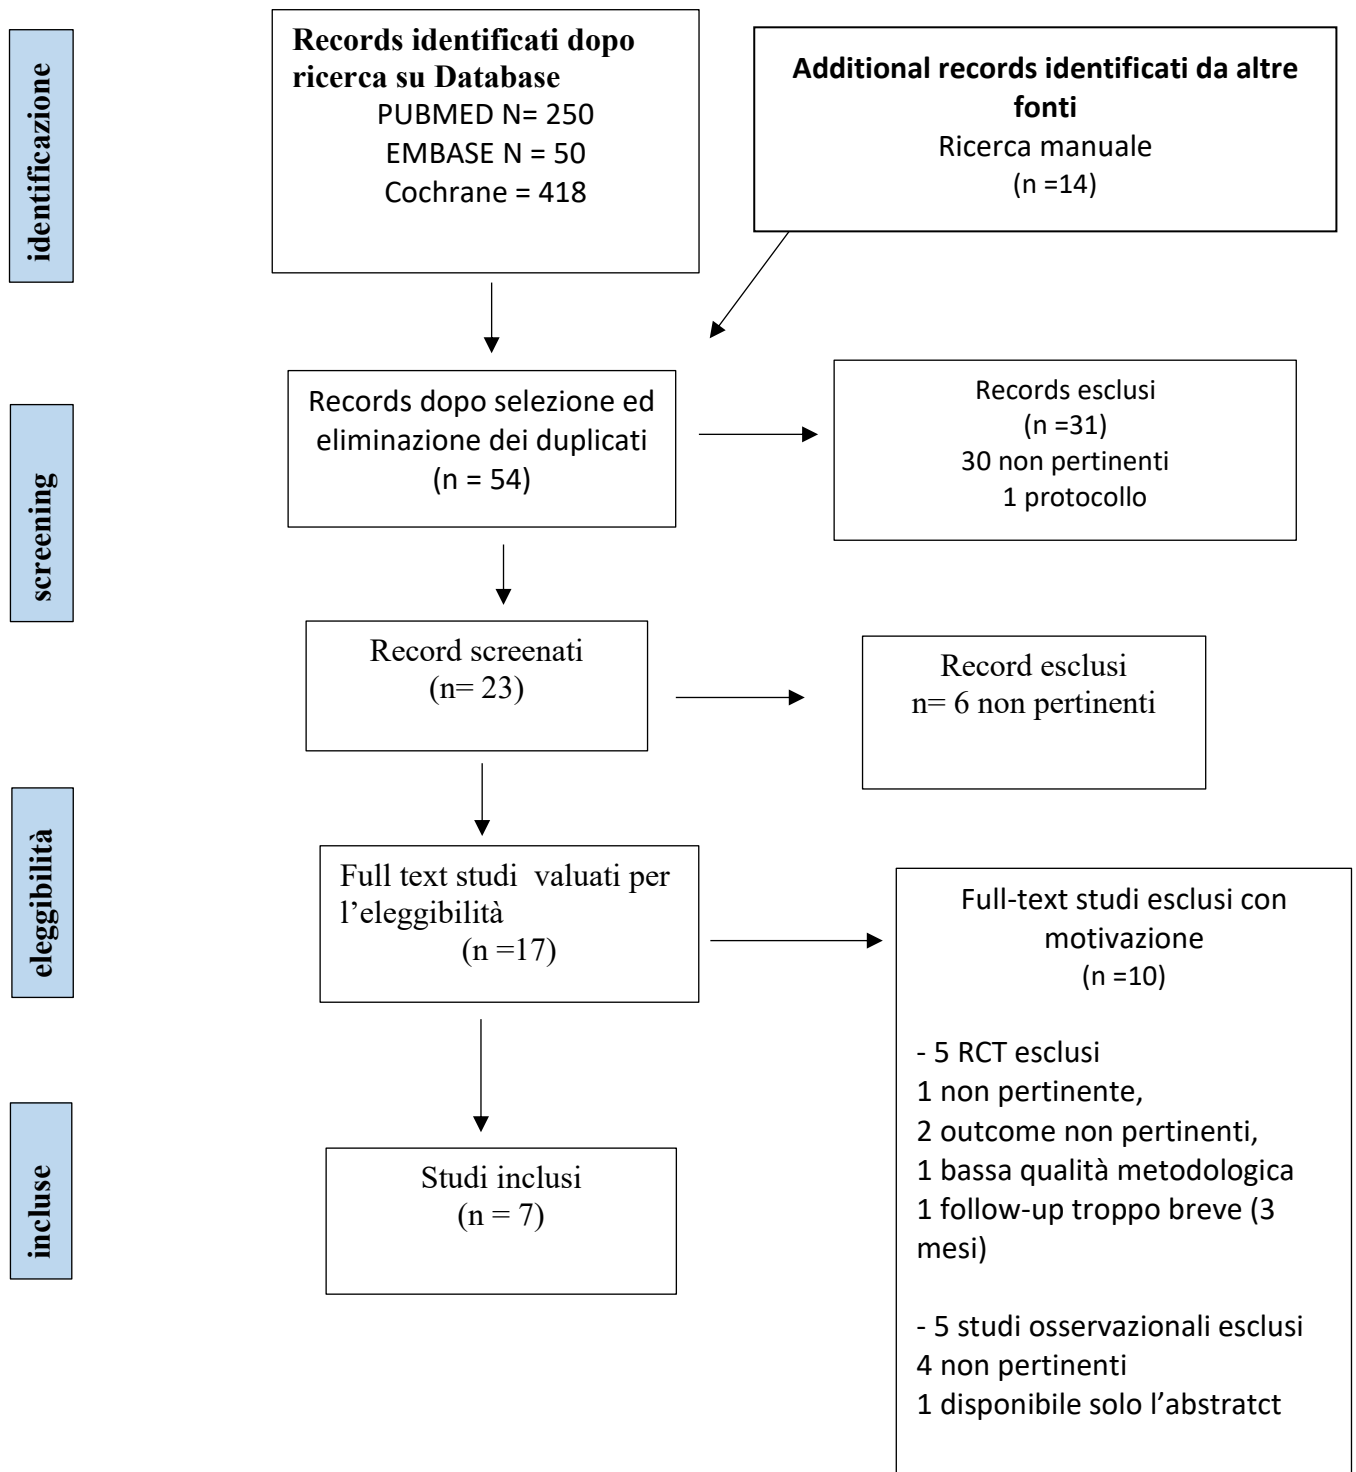 identificazione
Records identificati dopo
ricerca su Database
PUBMED N= 250
EMBASE N = 50
Cochrane = 418
Additional records identificati da altre
fonti
Ricerca manuale
(n =14)
screening
Records dopo selezione ed
eliminazione dei duplicati
(n = 54)
Records esclusi
(n =31)
30 non pertinenti
1 protocollo
Record screenati
(n= 23)
Record esclusi
n= 6 non pertinenti
eleggibilità
Full text studi valuati per
l’eleggibilità
(n =17)
Full-text studi esclusi con
motivazione
(n =10)
- 5 RCT esclusi
1 non pertinente,
2 outcome non pertinenti,
1 bassa qualità metodologica
1 follow-up troppo breve (3
mesi)
- 5 studi osservazionali esclusi
4 non pertinenti
1 disponibile solo l’abstratct
incluse
Studi inclusi
(n = 7)